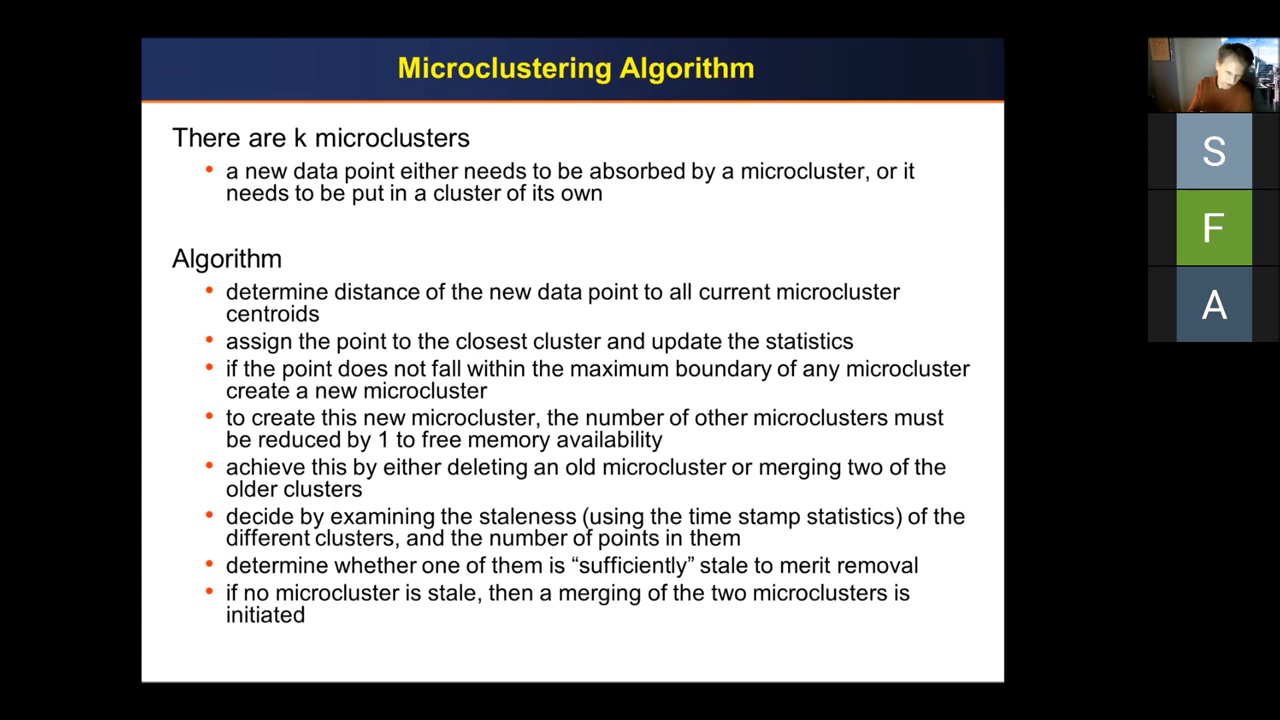 Microclustering Algorithm
There are k microclusters
• a new data point either needs to be absorbed by a microcluster, or it
needs to be put in a cluster of its own
Algorithm
• determine distance of the new data point to all current microcluster
centroids
• assign the point to the closest cluster and update the statistics
• if the point does not fall within the maximum boundary of any microcluster
create a new microcluster
• to create this new microcluster, the number of other microclusters must
be reduced by 1 to free memory availability
• achieve this by either deleting an old microcluster or merging two of the
older clusters
• decide by examining the staleness (using the time stamp statistics) of the
different clusters, and the number of points in them
• determine whether one of them is “sufficiently” stale to merit removal
• if no microcluster is stale, then a merging of the two microclusters is
initiated
S
F
A